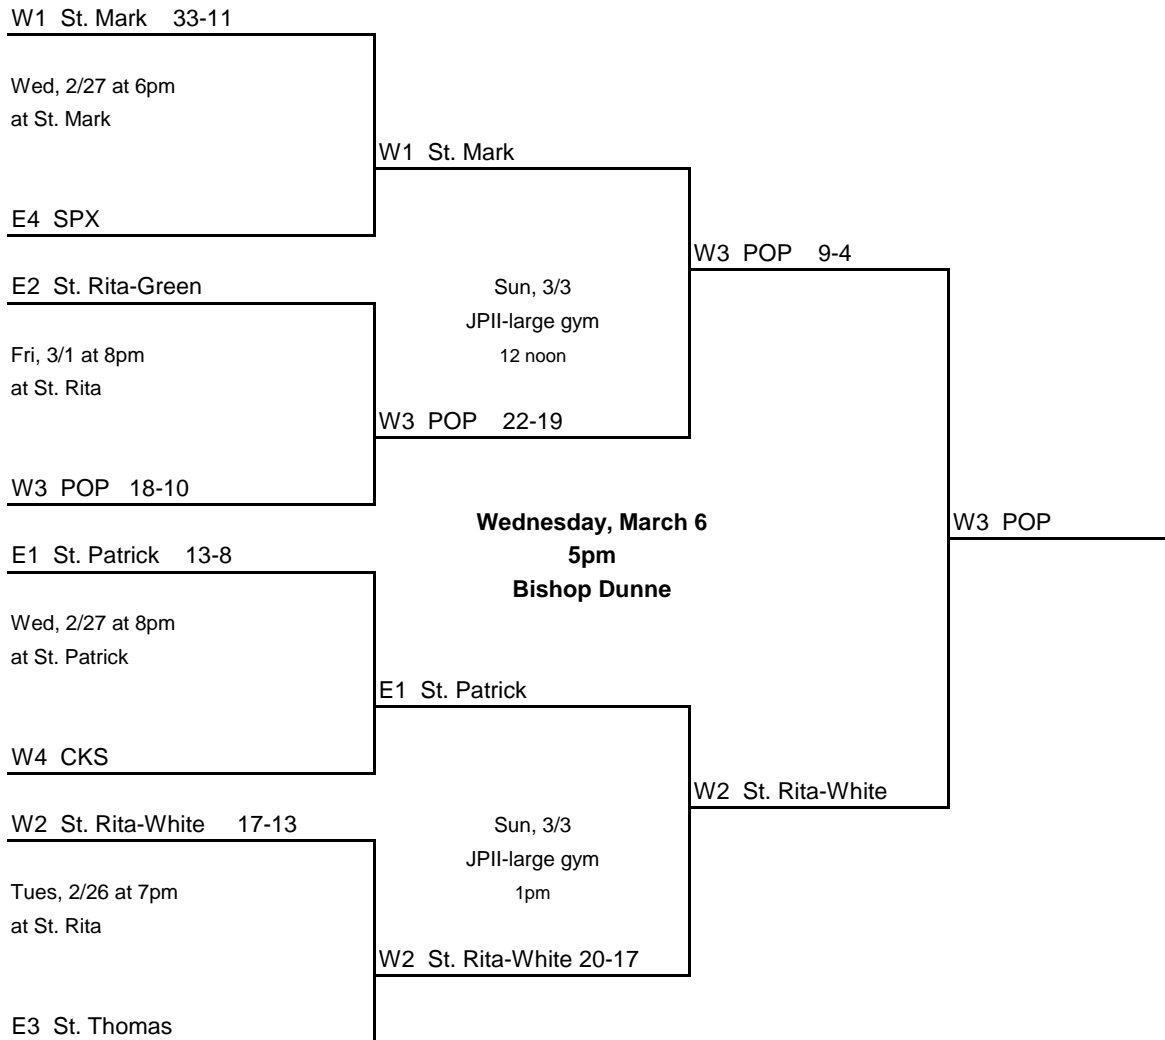 W1 St. Mark 33-11
Wed, 2/27 at 6pm
at St. Mark
W1 St. Mark
E4 SPX
W3 POP 9-4
E2 St. Rita-Green
Sun, 3/3
JPII-large gym
Fri, 3/1 at 8pm
12 noon
at St. Rita
W3 POP 22-19
W3 POP 18-10
Wednesday, March 6
W3 POP
E1 St. Patrick 13-8
5pm
Bishop Dunne
Wed, 2/27 at 8pm
at St. Patrick
E1 St. Patrick
W4 CKS
W2 St. Rita-White
W2 St. Rita-White 17-13
Sun, 3/3
JPII-large gym
Tues, 2/26 at 7pm
1pm
at St. Rita
W2 St. Rita-White 20-17
E3 St. Thomas